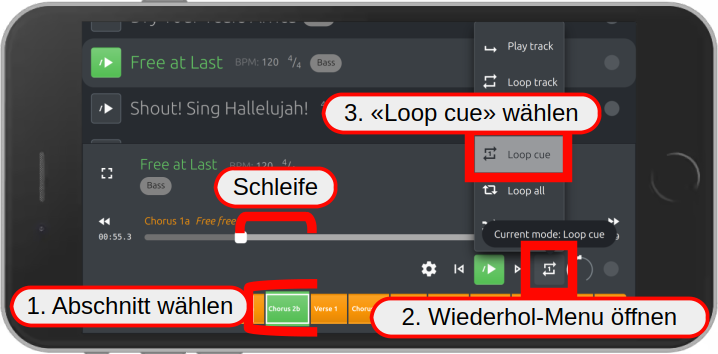 Free at Last BPM: 120 4/4 Bass
Play track
Loop track
Shout! Sing Hallelujah!
3. «Loop cue» wählen
Loop cue
Free at Last BPM: 120 4/
Bass
Schleife
Loop all
Chorus 1a Free free
Current mode: Loop cue
00:55.3
1. Abschnitt wählen
Chorus 2b
Verse 1
Chorus
2. Wiederhol-Menu öffnen